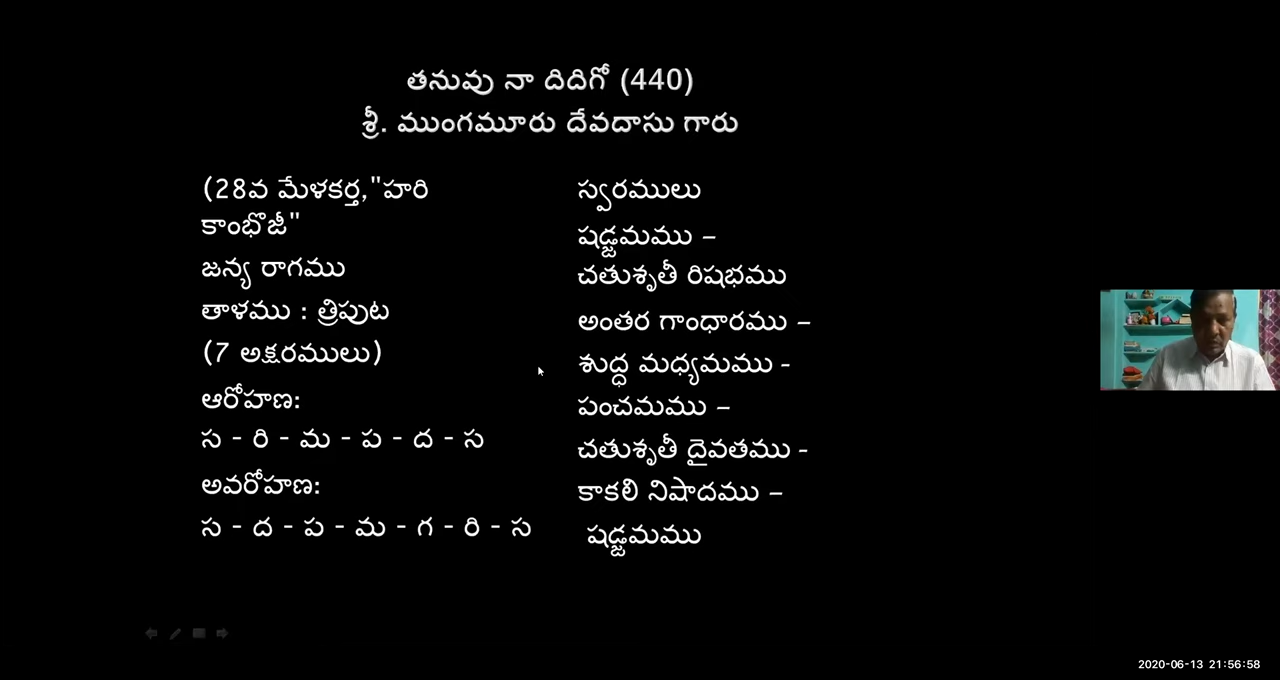 తనువు నా దిదిగో (440)
శ్రీ. ముంగమూరు దేవదాసు గారు
(28వ మేళకర్త,"హరి
కాంభొజీ"
జన్య రాగము
తాళము : త్రిపుట
(7 అక్షరములు)
ఆరోహణ:
స - రి - మ - ప - ద - స
అవరోహణ:
స - ద - ప - మ - గ - రి - స
స్వరములు
షడ్జమము –
చతుశృతీ రిషభము
అంతర గాంధారము –
శుద్ధ మధ్యమము -
పంచమము –
చతుశృతీ దైవతము -
కాకలి నిషాదము –
షడ్జమము
2020-06-13 21:56:58